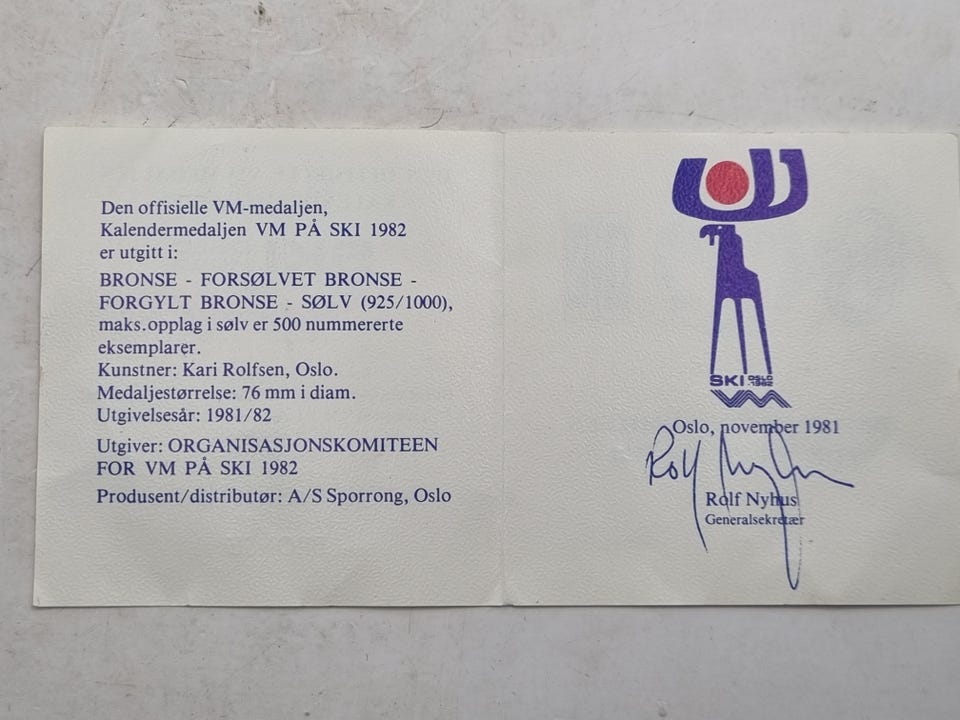 Den offisielle VM-medaljen,
Kalendermedaljen VM PÅ SKI 1982
er utgitt i:
BRONSE - FORSØLVET BRONSE -
FORGYLT BRONSE - SØLV (925/1000),
maks.opplag i sølv er 500 nummererte
eksemplarer.
Kunstner: Kari Rolfsen, Oslo.
Medaljestørrelse: 76 mm i diam.
Utgivelsesår: 1981/82
Utgiver: ORGANISASJONSKOMITEEN
FOR VM PÅ SKI 1982
Produsent/distributør: A/S Sporrong, Oslo
SKI OSLO 1982
VM
Oslo, november 1981
Rolf Nyhus
Rolf Nyhus
Generalsekretær